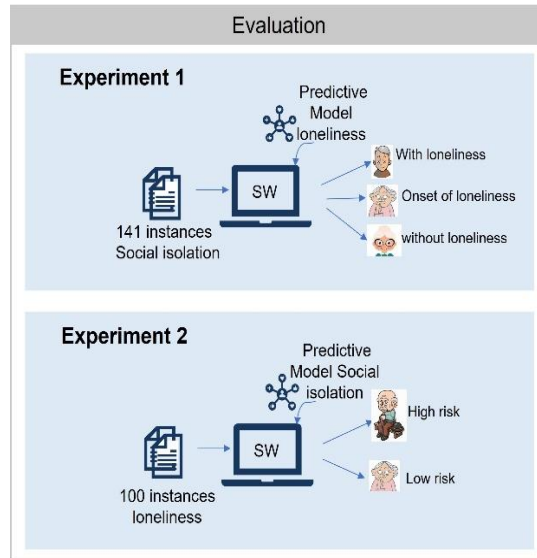 Evaluation
Experiment 1
Predictive
Model
loneliness
With loneliness
SW
Onset of loneliness
141 instances
Social isolation
without loneliness
Experiment 2
Predictive
Model Social
isolation
High risk
SW
Low risk
100 instances
loneliness